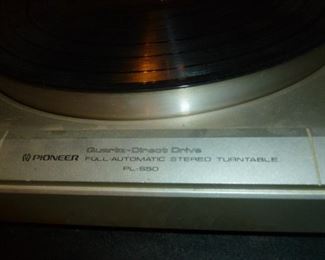 Quartz-Direct Drive
PIONEER FULL-AUTOMATIC STEREO TURNTABLE
PL-550